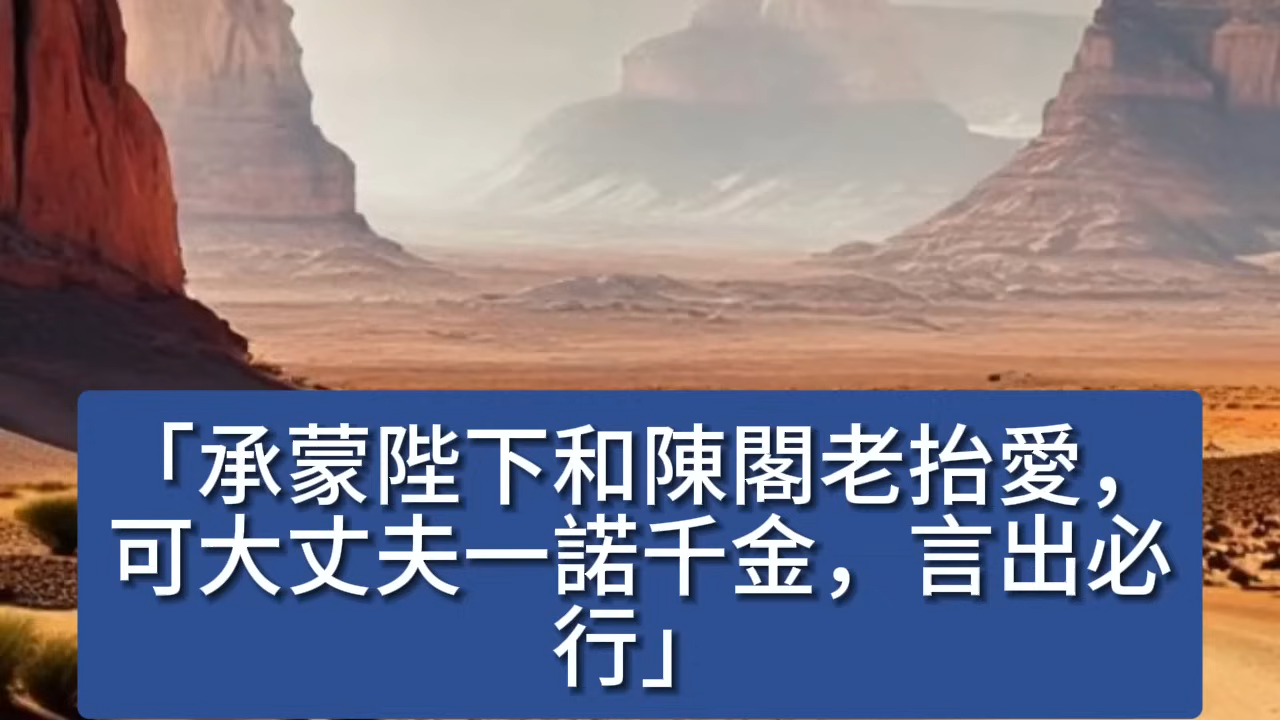 「承蒙陛下和陳閣老抬愛，
可大丈夫一諾千金，言出必
行」